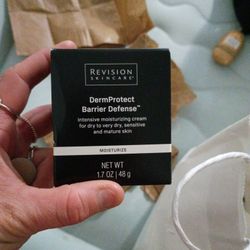 REVISION
SKINCARE®
DermProtect
Barrier Defense™
intensive moisturizing cream
for dry to very dry, sensitive
and mature skin
MOISTURIZE
NET WT
1.7 OZ | 48 g